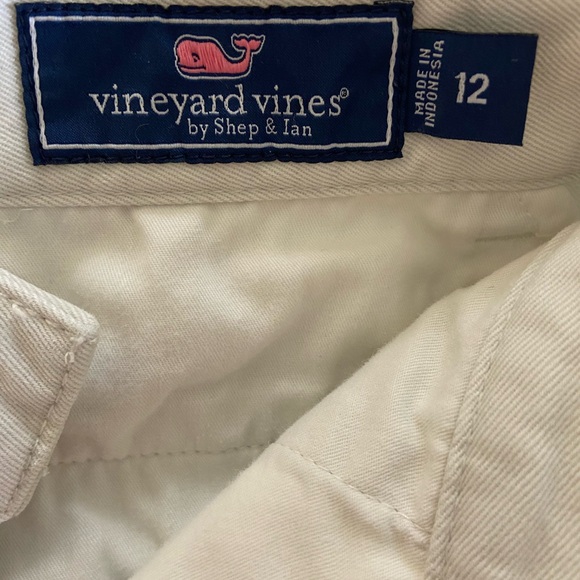 vineyard vines®
by Shep & Ian
MADE IN
INDONESIA
12